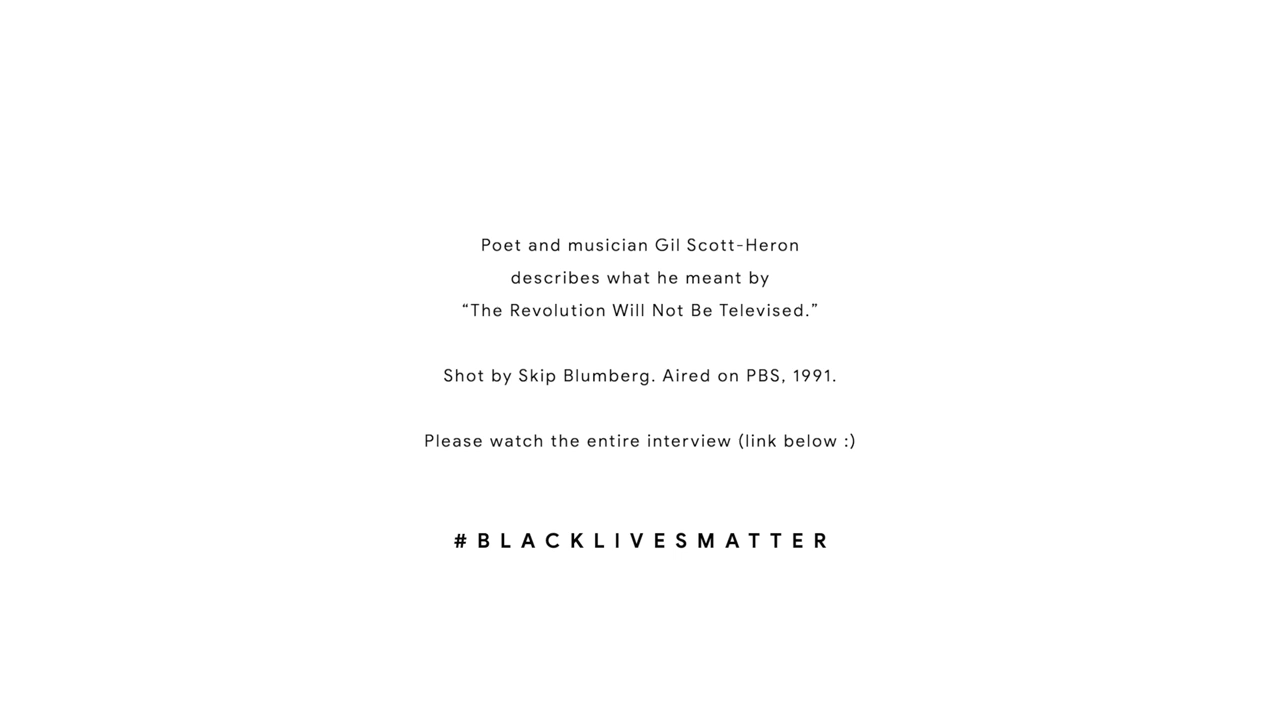 Poet and musician Gil Scott-Heron
describes what he meant by
“The Revolution Will Not Be Televised.”
Shot by Skip Blumberg. Aired on PBS, 1991.
Please watch the entire interview (link below :)
#BLACKLIVESMATTER